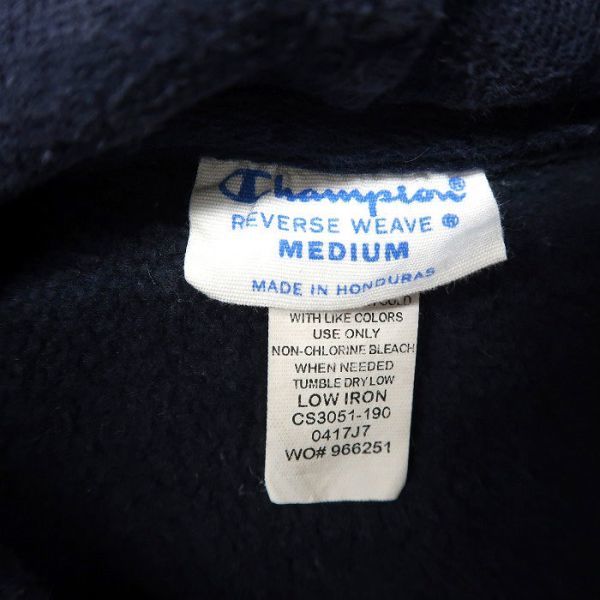 Champion®
REVERSE WEAVE ®
MEDIUM
MADE IN HONDURAS
WITH LIKE COLORS
USE ONLY
NON-CHLORINE BLEACH
WHEN NEEDED
TUMBLE DRY LOW
LOW IRON
CS3051-190
0417J7
WO# 966251